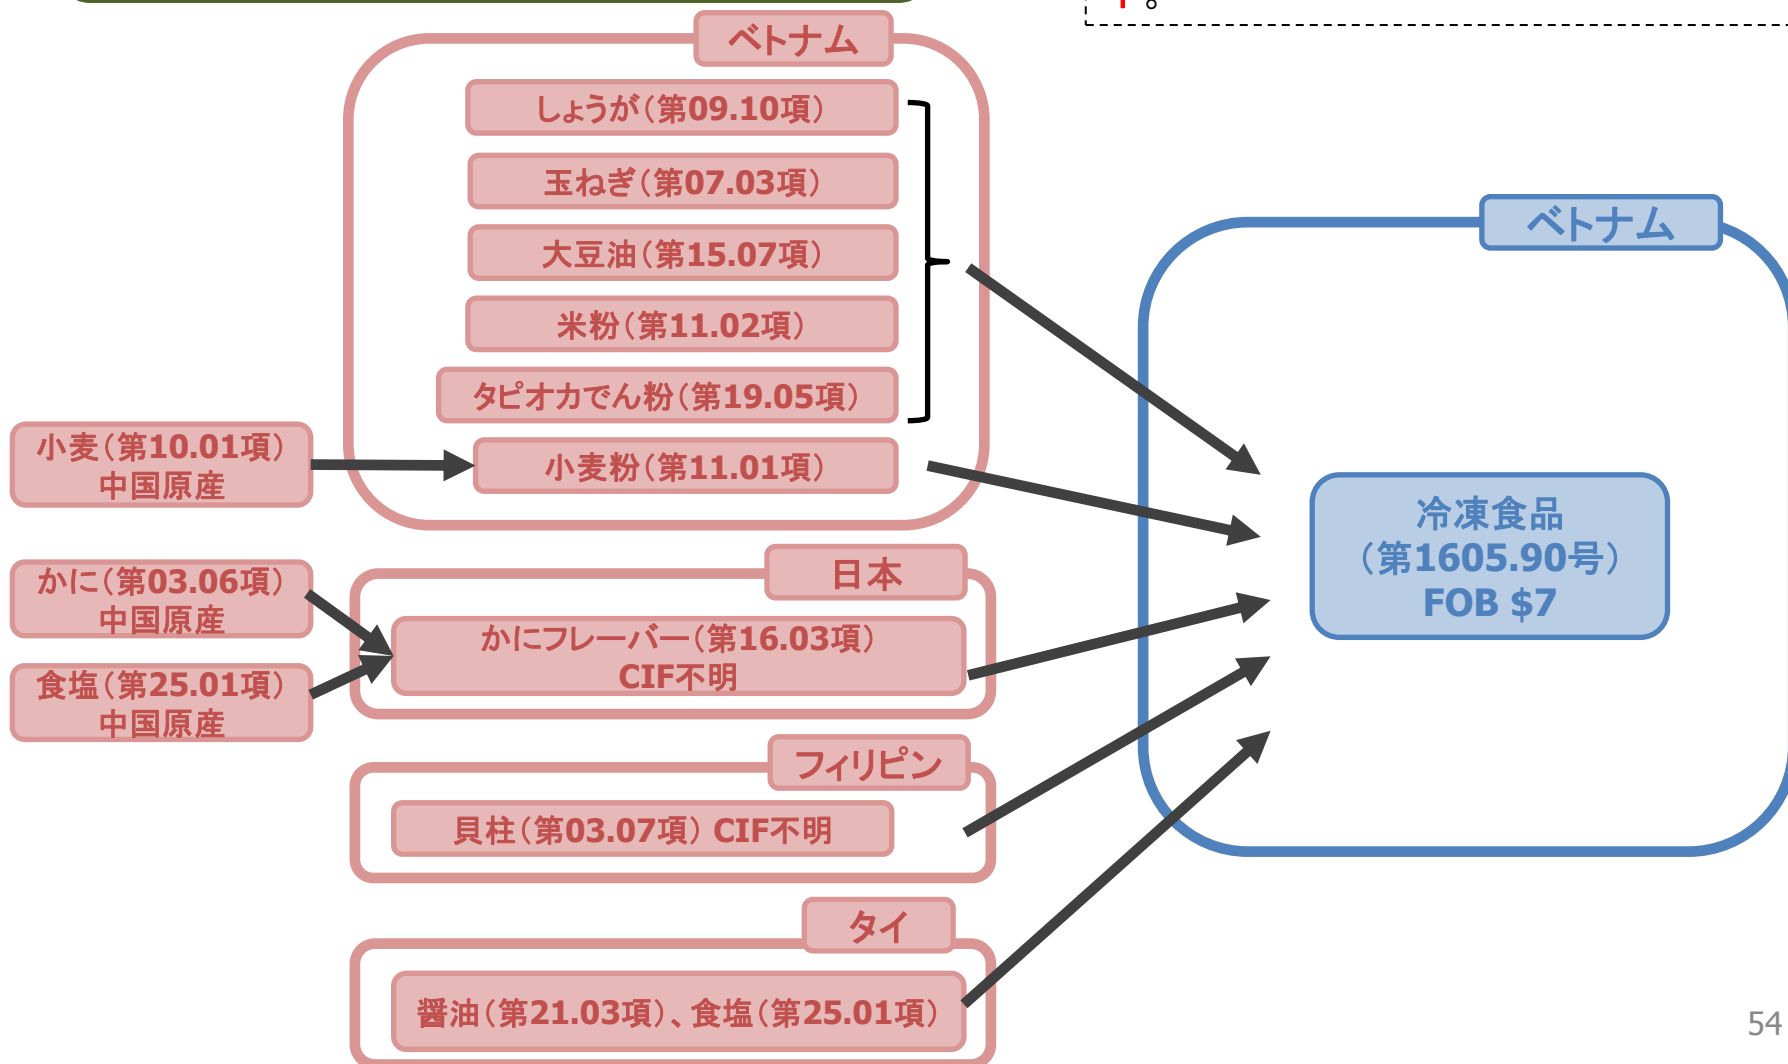 す。
ベトナム
しょうが(第09.10項)
玉ねぎ(第07.03項)
大豆油(第15.07項)
米粉(第11.02項)
タピオカでん粉(第19.05項)
小麦粉(第11.01項)
小麦(第10.01項)
中国原産
かに(第03.06項)
中国原産
食塩(第25.01項)
中国原産
日本
かにフレーバー(第16.03項)
CIF不明
フィリピン
貝柱(第03.07項) CIF不明
タイ
醤油(第21.03項)、食塩(第25.01項)
ベトナム
冷凍食品
(第1605.90号)
FOB $7
54